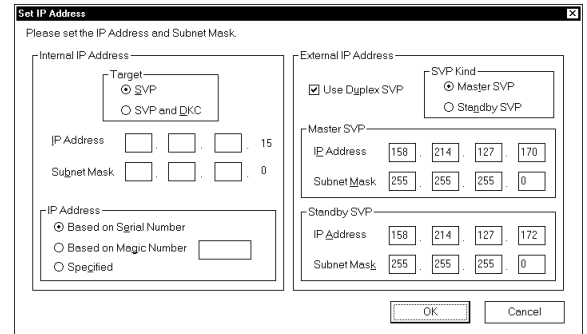 Set IP Address
Please set the IP Address and Subnet Mask.
Internal IP Address
Target
SVP
SVP and DKC
IP Address . . . 15
Subnet Mask . . . 0
IP Address
Based on Serial Number
Based on Magic Number
Specified
External IP Address
Use Duplex SVP
SVP Kind
Master SVP
Standby SVP
Master SVP
IP Address 158 . 214 . 127 . 170
Subnet Mask 255 . 255 . 255 . 0
Standby SVP
IP Address 158 . 214 . 127 . 172
Subnet Mask 255 . 255 . 255 . 0
OK Cancel